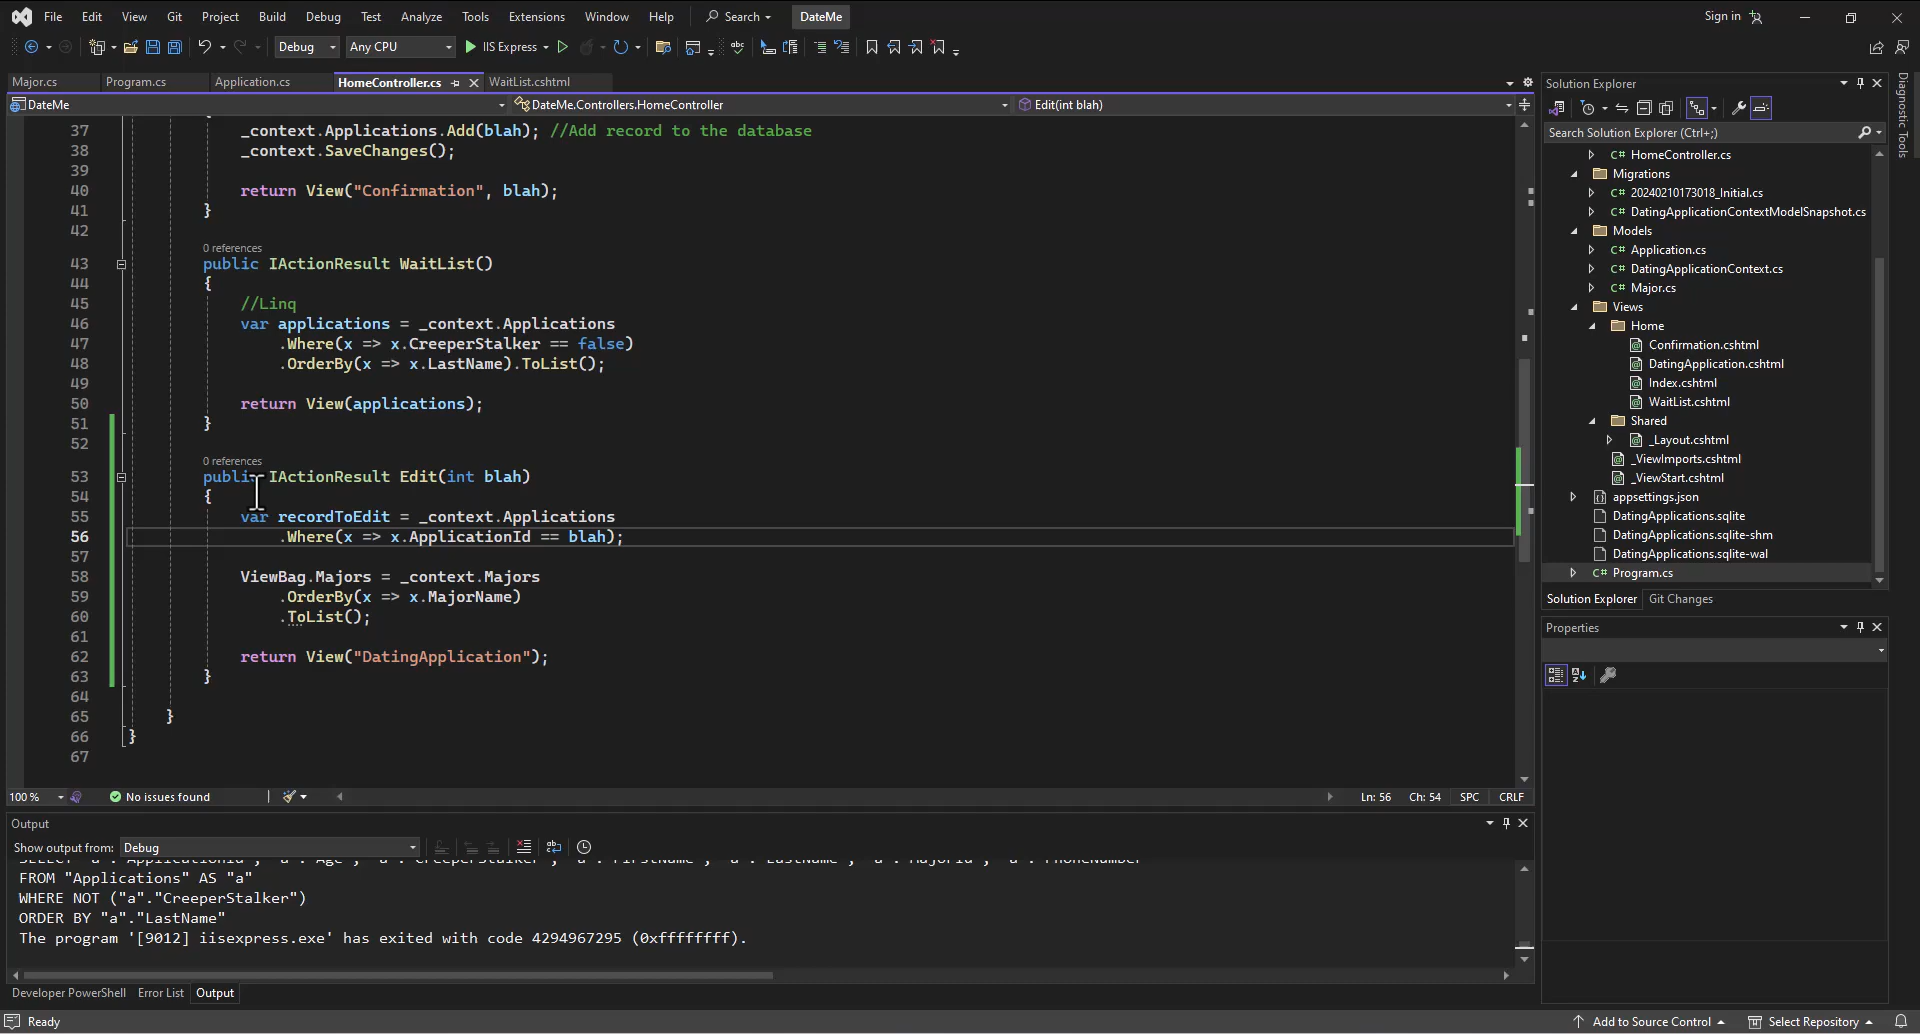 File Edit View Git Project Build Debug Test Analyze Tools Extensions Window Help Search DateMe Sign in
Debug Any CPU IIS Express
Major.cs Program.cs Application.cs HomeController.cs WaitList.cshtml
DateMe DateMe.Controllers.HomeController Edit(int blah)
37 _context.Applications.Add(blah); //Add record to the database
38 _context.SaveChanges();
39
40 return View("Confirmation", blah);
41 }
42
0 references
43 public IActionResult WaitList()
44 {
45 //Linq
46 var applications = _context.Applications
47 .Where(x => x.CreeperStalker == false)
48 .OrderBy(x => x.LastName).ToList();
49
50 return View(applications);
51 }
52
0 references
53 public IActionResult Edit(int blah)
54 {
55 var recordToEdit = _context.Applications
56 .Where(x => x.ApplicationId == blah);
57
58 ViewBag.Majors = _context.Majors
59 .OrderBy(x => x.MajorName)
60 .ToList();
61
62 return View("DatingApplication");
63 }
64
65 }
66 }
67
100 % No issues found Ln: 56 Ch: 54 SPC CRLF
Output
Show output from: Debug
SELECT "a"."ApplicationId", "a"."Age", "a"."CreeperStalker", "a"."FirstName", "a"."LastName", "a"."MajorId", "a"."PhoneNumber"
FROM "Applications" AS "a"
WHERE NOT ("a"."CreeperStalker")
ORDER BY "a"."LastName"
The program '[9012] iisexpress.exe' has exited with code 4294967295 (0xffffffff).
Developer PowerShell Error List Output
Ready Add to Source Control Select Repository
Solution Explorer
Search Solution Explorer (Ctrl+;)
C# HomeController.cs
Migrations
C# 20240210173018_Initial.cs
C# DatingApplicationContextModelSnapshot.cs
Models
C# Application.cs
C# DatingApplicationContext.cs
C# Major.cs
Views
Home
Confirmation.cshtml
DatingApplication.cshtml
Index.cshtml
WaitList.cshtml
Shared
_Layout.cshtml
_ViewImports.cshtml
_ViewStart.cshtml
appsettings.json
DatingApplications.sqlite
DatingApplications.sqlite-shm
DatingApplications.sqlite-wal
C# Program.cs
Solution Explorer Git Changes
Properties
Diagnostic Tools